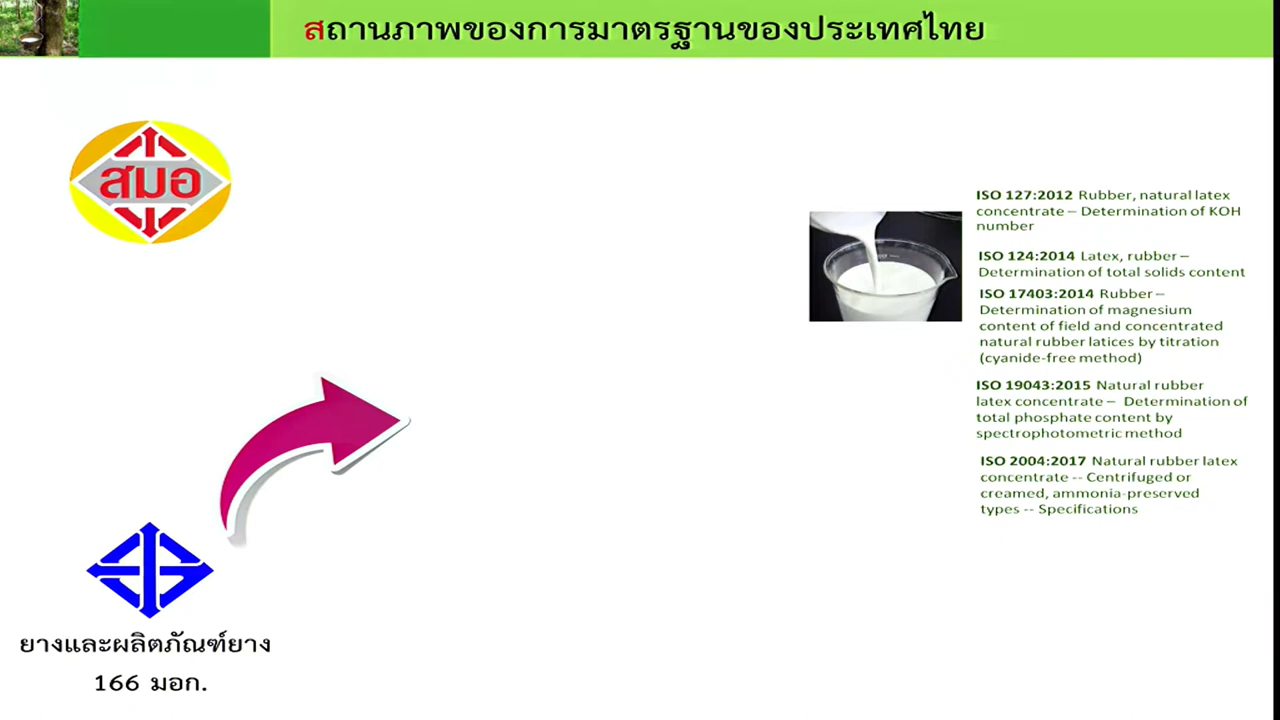 สถานภาพของการมาตรฐานของประเทศไทย
สมอ
ISO 127:2012 Rubber, natural latex
concentrate – Determination of KOH
number
ISO 124:2014 Latex, rubber –
Determination of total solids content
ISO 17403:2014 Rubber –
Determination of magnesium
content of field and concentrated
natural rubber latices by titration
(cyanide-free method)
ISO 19043:2015 Natural rubber
latex concentrate – Determination of
total phosphate content by
spectrophotometric method
ISO 2004:2017 Natural rubber latex
concentrate -- Centrifuged or
creamed, ammonia-preserved
types -- Specifications
ยางและผลิตภัณฑ์ยาง
166 มอก.